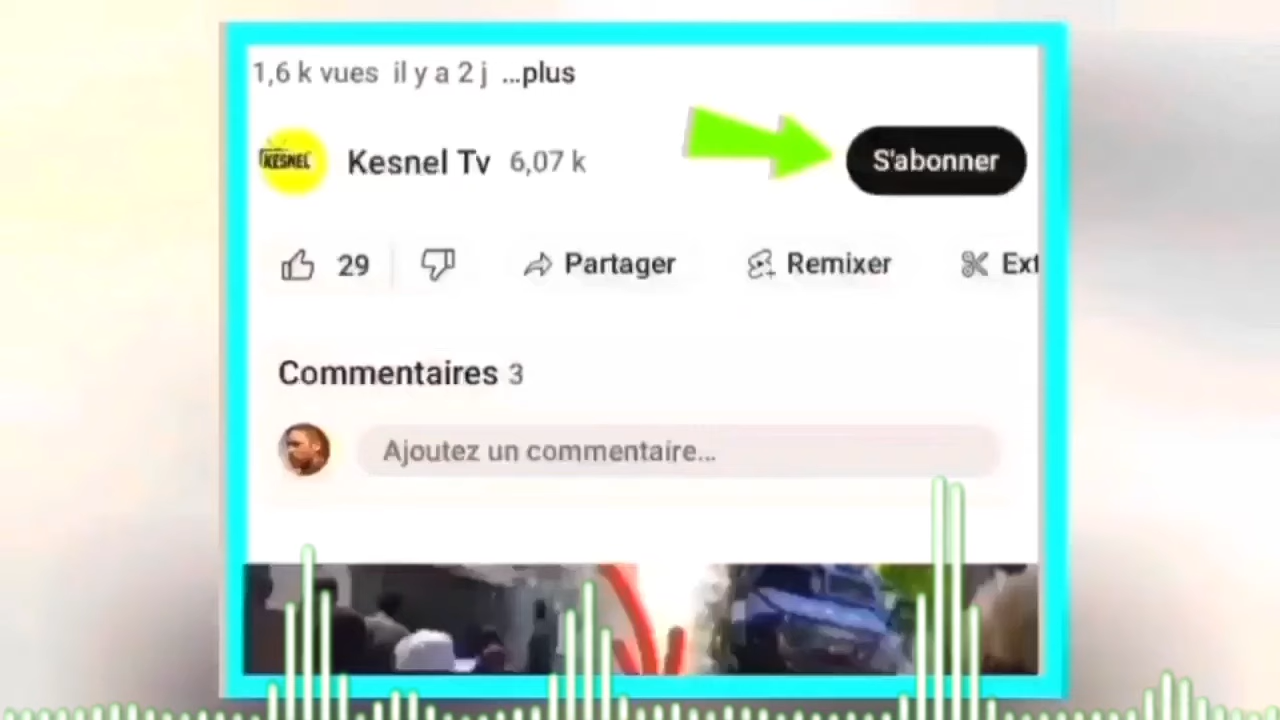 1,6 k vues il y a 2 j ...plus
KESNEL
Kesnel Tv 6,07 k
S'abonner
29
Partager
Remixer
Ext
Commentaires 3
Ajoutez un commentaire...